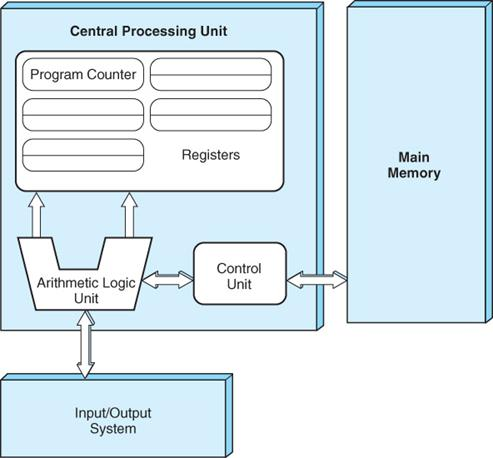 Central Processing Unit
Program Counter
Registers
Main
Memory
Arithmetic Logic
Unit
Control
Unit
Input/Output
System